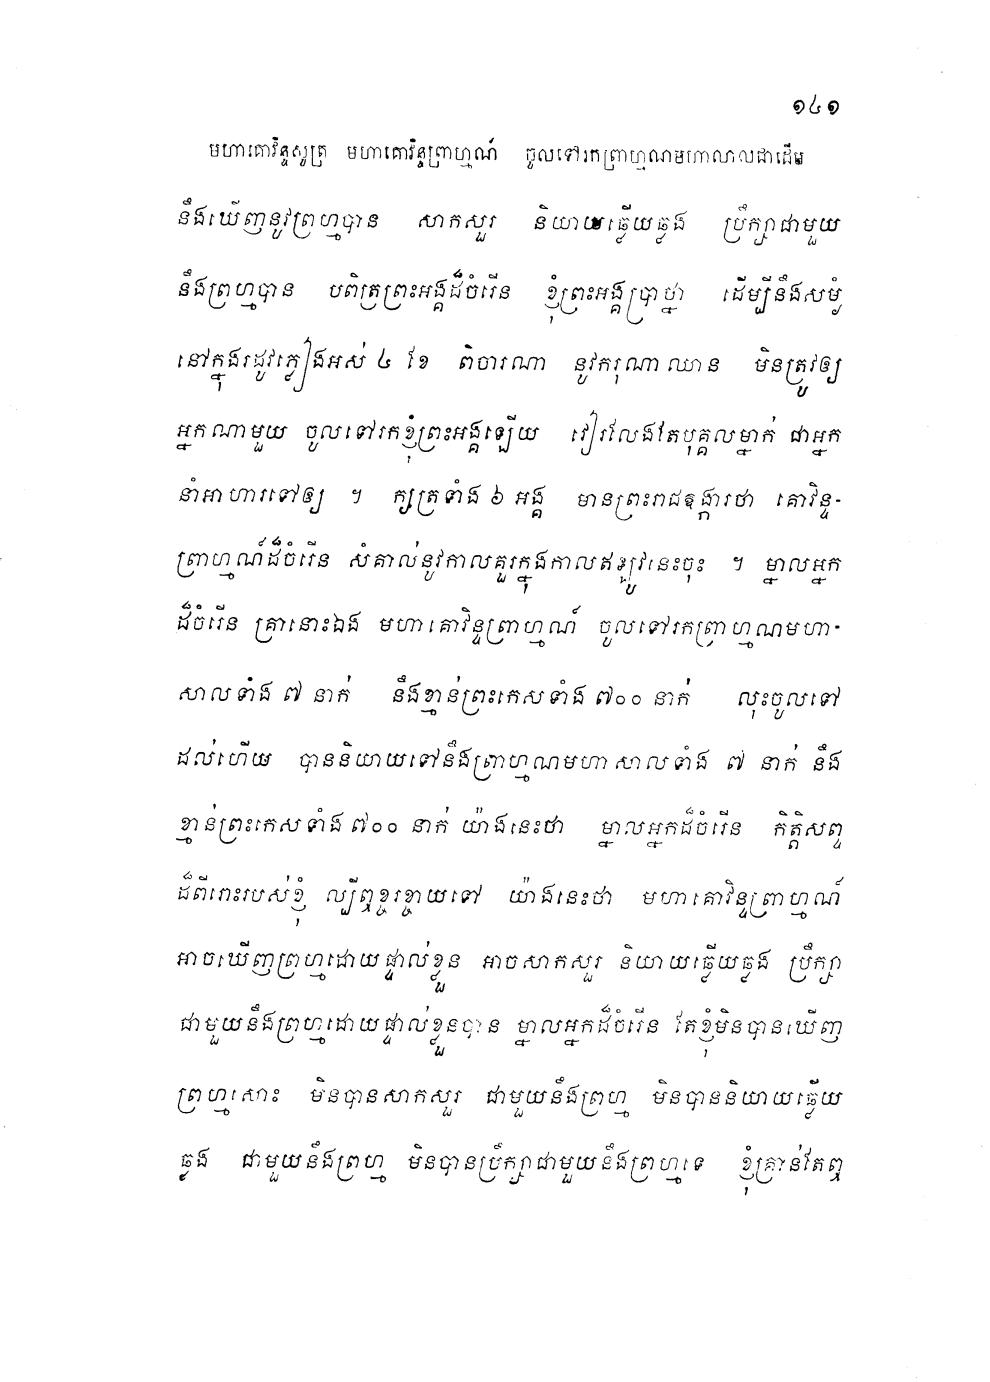 ១៤១
មហាគោវិន្ទសូត្រ មហាគោវិន្ទព្រាហ្មណ៍ ចូលទៅរកព្រាហ្មណមហាសាលជាដើម
នឹងឃើញនូវព្រហ្មបាន សាកសួរ និយាយឆ្លើយឆ្លង ប្រឹក្សាជាមួយ
នឹងព្រហ្មបាន បពិត្រព្រះអង្គដ៏ចំរើន ខ្ញុំព្រះអង្គប្រាថ្នា ដើម្បីនឹងសម្ងំ
នៅក្នុងរដូវភ្លៀងអស់ ៤ ខែ ពិចារណា នូវករុណាឈាន មិនត្រូវឲ្យ
អ្នកណាមួយ ចូលទៅរកខ្ញុំព្រះអង្គឡើយ វៀរលែងតែបុគ្គលម្នាក់ ជាអ្នក
នាំអាហារទៅឲ្យ ។ ក្សត្រទាំង ៦ អង្គ មានព្រះរាជឧង្ការថា គោវិន្ទ-
ព្រាហ្មណ៍ដ៏ចំរើន សំគាល់នូវកាលគួរក្នុងកាលឥឡូវនេះចុះ ។ ម្នាលអ្នក
ដ៏ចំរើន គ្រានោះឯង មហាគោវិន្ទព្រាហ្មណ៍ ចូលទៅរកព្រាហ្មណមហា-
សាលទាំង ៧ នាក់ នឹងខ្មាន់ព្រះកេសទាំង ៧០០ នាក់ លុះចូលទៅ
ដល់ហើយ បាននិយាយទៅនឹងព្រាហ្មណមហាសាលទាំង ៧ នាក់ នឹង
ខ្មាន់ព្រះកេសទាំង ៧០០ នាក់ យ៉ាងនេះថា ម្នាលអ្នកដ៏ចំរើន កិត្តិសព្ទ
ដ៏ពីរោះរបស់ខ្ញុំ ល្បីឮខ្ចរខ្ចាយទៅ យ៉ាងនេះថា មហាគោវិន្ទព្រាហ្មណ៍
អាចឃើញព្រហ្មដោយផ្ទាល់ខ្លួន អាចសាកសួរ និយាយឆ្លើយឆ្លង ប្រឹក្សា
ជាមួយនឹងព្រហ្មដោយផ្ទាល់ខ្លួនបាន ម្នាលអ្នកដ៏ចំរើន តែខ្ញុំមិនបានឃើញ
ព្រហ្មសោះ មិនបានសាកសួរ ជាមួយនឹងព្រហ្ម មិនបាននិយាយឆ្លើយ
ឆ្លង ជាមួយនឹងព្រហ្ម មិនបានប្រឹក្សាជាមួយនឹងព្រហ្មទេ ខ្ញុំគ្រាន់តែឮ